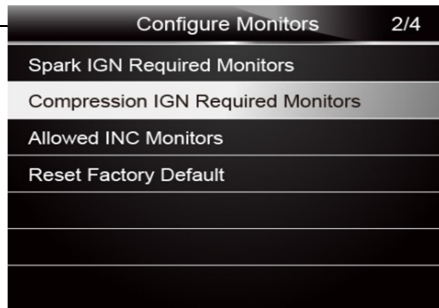 Configure Monitors 2/4
Spark IGN Required Monitors
Compression IGN Required Monitors
Allowed INC Monitors
Reset Factory Default